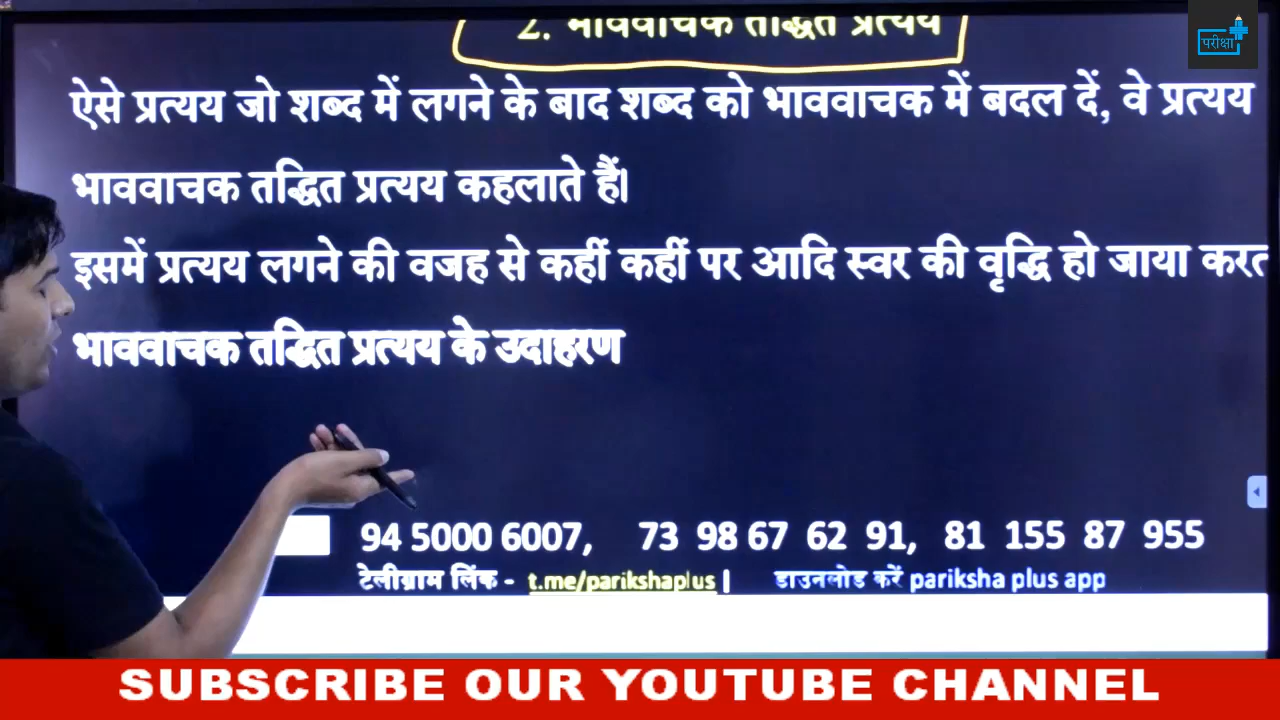 परीक्षा
2. भाववाचक तद्धित प्रत्यय
ऐसे प्रत्यय जो शब्द में लगने के बाद शब्द को भाववाचक में बदल दें, वे प्रत्यय
भाववाचक तद्धित प्रत्यय कहलाते हैं।
इसमें प्रत्यय लगने की वजह से कहीं कहीं पर आदि स्वर की वृद्धि हो जाया
भाववाचक तद्धित प्रत्यय के उदाहरण
94 5000 6007, 73 98 67 62 91, 81 155 87 955
टेलीग्राम लिंक - t.me/parikshaplus | डाउनलोड करें pariksha plus app
SUBSCRIBE OUR YOUTUBE CHANNEL